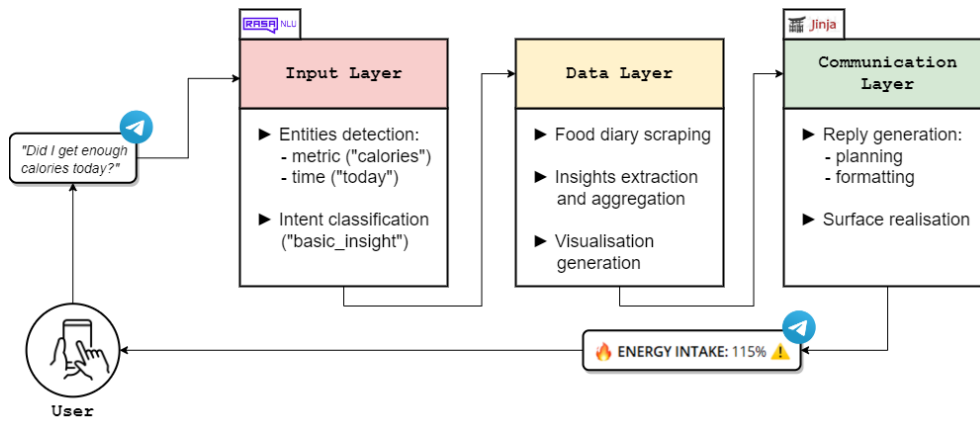 RASA NLU
Jinja
Input Layer
Data Layer
Communication
Layer
"Did I get enough
calories today?"
► Entities detection:
- metric ("calories")
- time ("today")
► Intent classification
("basic_insight")
► Food diary scraping
► Insights extraction
and aggregation
► Visualisation
generation
► Reply generation:
- planning
- formatting
► Surface realisation
🔥 ENERGY INTAKE: 115% ⚠️
User